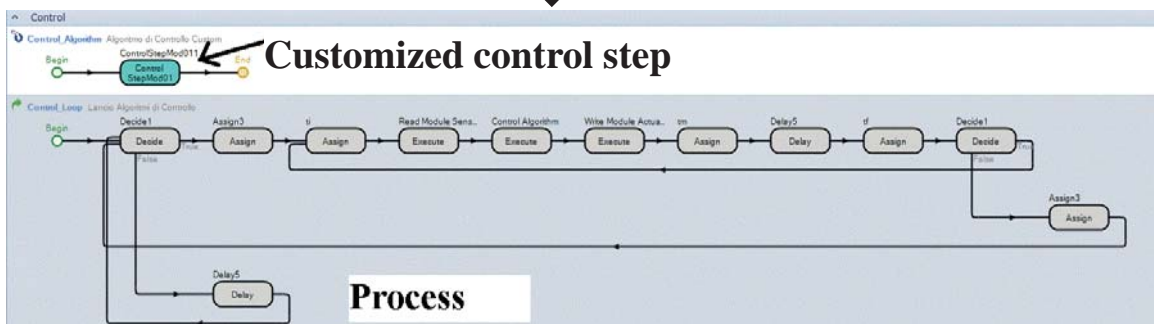 Control
Control_Algorithm Algoritmo di Controllo Custom
ControlStepMod011
Begin
End
Control
StepMod01
Customized control step
Control_Loop Lancio Algoritmi di Controllo
Begin
Decide1
Assign3
ti
Read Module Sens...
Control Algorithm
Write Module Actua...
tm
Delay5
tf
Decide1
Decide
True
Assign
Assign
Execute
Execute
Execute
Assign
Delay
Assign
Decide
True
False
False
Assign3
Assign
Delay5
Delay
Process